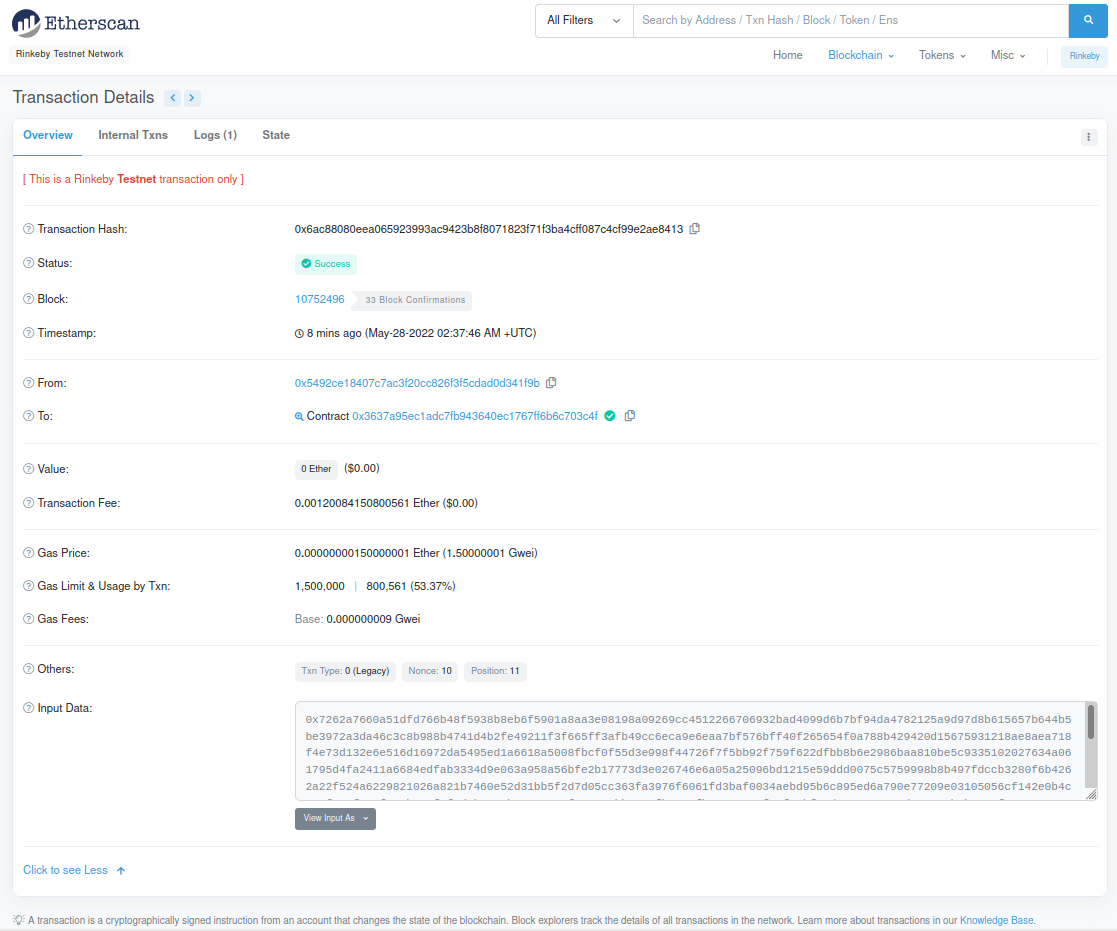 Etherscan
All Filters
Search by Address / Txn Hash / Block / Token / Ens
Rinkeby Testnet Network
Home Blockchain Tokens Misc Rinkeby
Transaction Details
Overview Internal Txns Logs (1) State
[ This is a Rinkeby Testnet transaction only ]
Transaction Hash: 0x6ac88080eea065923993ac9423b8f8071823f71f3ba4cff087c4cf99e2ae8413
Status: Success
Block: 10752496 33 Block Confirmations
Timestamp: 8 mins ago (May-28-2022 02:37:46 AM +UTC)
From: 0x5492ce18407c7ac3f20cc826f3f5cdad0d341f9b
To: Contract 0x3637a95ec1adc7fb943640ec1767ff6b6c703c4f
Value: 0 Ether ($0.00)
Transaction Fee: 0.00120084150800561 Ether ($0.00)
Gas Price: 0.00000000150000001 Ether (1.50000001 Gwei)
Gas Limit & Usage by Txn: 1,500,000 | 800,561 (53.37%)
Gas Fees: Base: 0.000000009 Gwei
Others: Txn Type: 0 (Legacy) Nonce: 10 Position: 11
Input Data:
0x7262a7660a51dfd766b48f5938b8eb6f5901a8aa3e08198a09269cc4512266706932bad4099d6b7bf94da4782125a9d97d8b615657b644b5
be3972a3da46c3c8b988b4741d4b2fe49211f3f665ff3afb49cc6eca9e6eaa7bf576bff40f265654f0a788b429420d15675931218ae8aea718
f4e73d132e6e516d16972da5495ed1a6618a5008fbcf0f55d3e998f44726f7f5bb92f759f622dfbb8b6e2986baa810be5c9335102027634a06
1795d4fa2411a6684edfab3334d9e063a958a56bfe2b17773d3e026746e6a05a25096bd1215e59ddd0075c5759998b8b497fdccb3280f6b426
2a22f524a6229821026a821b7460e52d31bb5f2d7d05cc363fa3976f6061fd3baf0034aebd95b6c895ed6a790e77209e03105056cf142e0b4c
View Input As
Click to see Less
A transaction is a cryptographically signed instruction from an account that changes the state of the blockchain. Block explorers track the details of all transactions in the network. Learn more about transactions in our Knowledge Base.